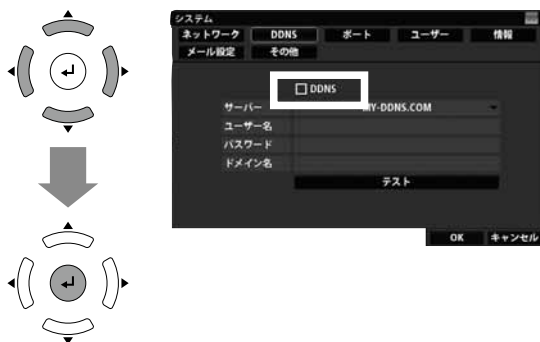 システム
ネットワーク DDNS ポート ユーザー 情報
メール設定 その他
DDNS
サーバー MY-DDNS.COM
ユーザー名
パスワード
ドメイン名
テスト
OK キャンセル